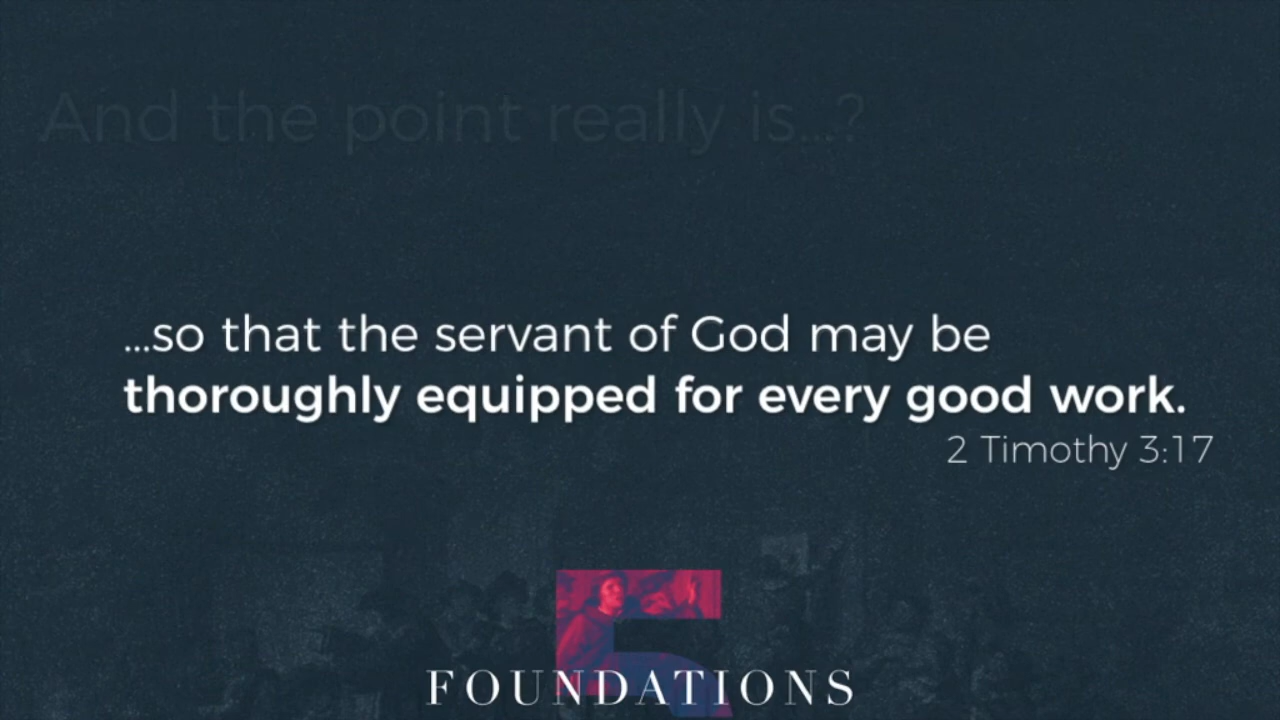 And the point really is...?
...so that the servant of God may be
thoroughly equipped for every good work.
2 Timothy 3:17
5
FOUNDATIONS